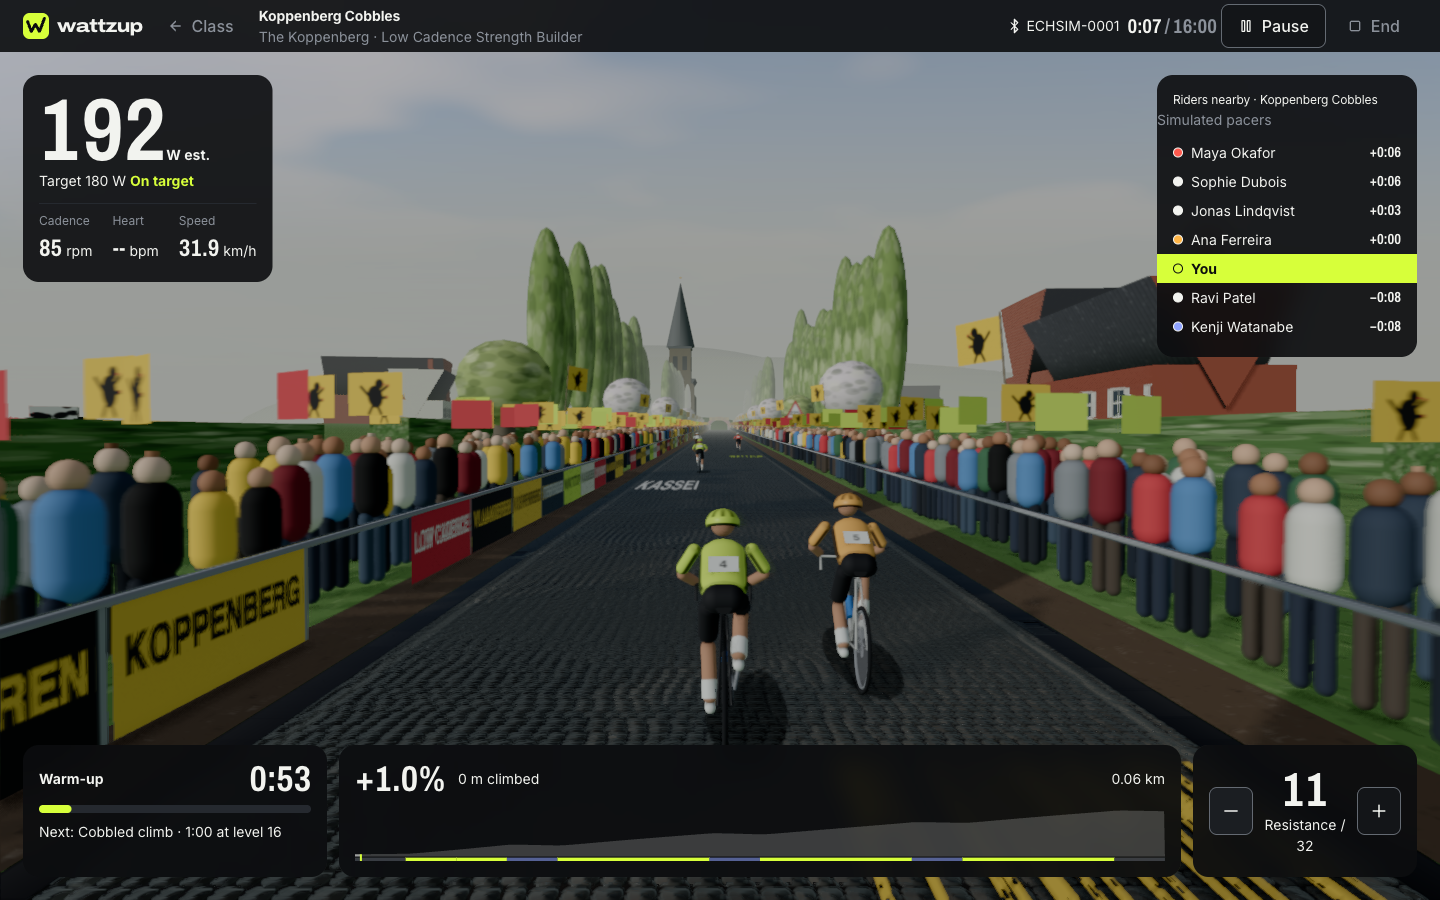 wattzup
Class
Koppenberg Cobbles
The Koppenberg · Low Cadence Strength Builder
ECHSIM-0001 0:07 / 16:00
Pause
End
192 W est.
Target 180 W On target
Cadence Heart Speed
85 rpm -- bpm 31.9 km/h
Riders nearby · Koppenberg Cobbles
Simulated pacers
Maya Okafor +0:06
Sophie Dubois +0:06
Jonas Lindqvist +0:03
Ana Ferreira +0:00
You
Ravi Patel −0:08
Kenji Watanabe −0:08
KASSEI
LOW CADENCE
5
4
KOPPENBERG
REN
Warm-up 0:53
Next: Cobbled climb · 1:00 at level 16
+1.0% 0 m climbed 0.06 km
11
Resistance /
32